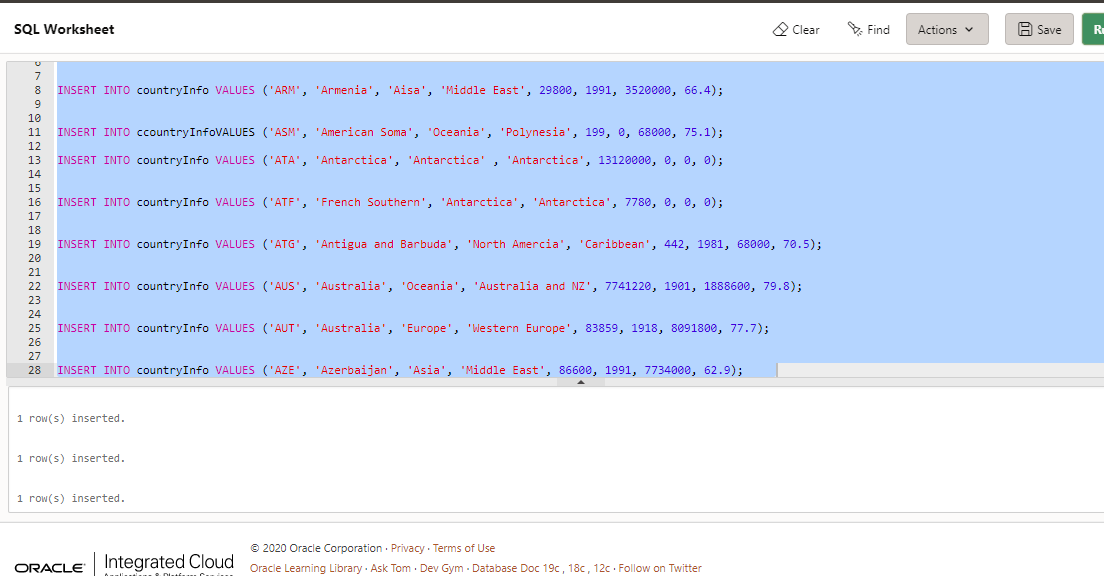 SQL Worksheet
Clear
Find
Actions
Save
7
8 INSERT INTO countryInfo VALUES ('ARM', 'Armenia', 'Aisa', 'Middle East', 29800, 1991, 3520000, 66.4);
9
10
11 INSERT INTO ccountryInfoVALUES ('ASM', 'American Soma', 'Oceania', 'Polynesia', 199, 0, 68000, 75.1);
12
13 INSERT INTO countryInfo VALUES ('ATA', 'Antarctica', 'Antarctica' , 'Antarctica', 13120000, 0, 0, 0);
14
15
16 INSERT INTO countryInfo VALUES ('ATF', 'French Southern', 'Antarctica', 'Antarctica', 7780, 0, 0, 0);
17
18
19 INSERT INTO countryInfo VALUES ('ATG', 'Antigua and Barbuda', 'North Amercia', 'Caribbean', 442, 1981, 68000, 70.5);
20
21
22 INSERT INTO countryInfo VALUES ('AUS', 'Australia', 'Oceania', 'Australia and NZ', 7741220, 1901, 1888600, 79.8);
23
24
25 INSERT INTO countryInfo VALUES ('AUT', 'Australia', 'Europe', 'Western Europe', 83859, 1918, 8091800, 77.7);
26
27
28 INSERT INTO countryInfo VALUES ('AZE', 'Azerbaijan', 'Asia', 'Middle East', 86600, 1991, 7734000, 62.9);
1 row(s) inserted.
1 row(s) inserted.
1 row(s) inserted.
ORACLE
Integrated Cloud
© 2020 Oracle Corporation · Privacy · Terms of Use
Oracle Learning Library · Ask Tom · Dev Gym · Database Doc 19c , 18c , 12c · Follow on Twitter